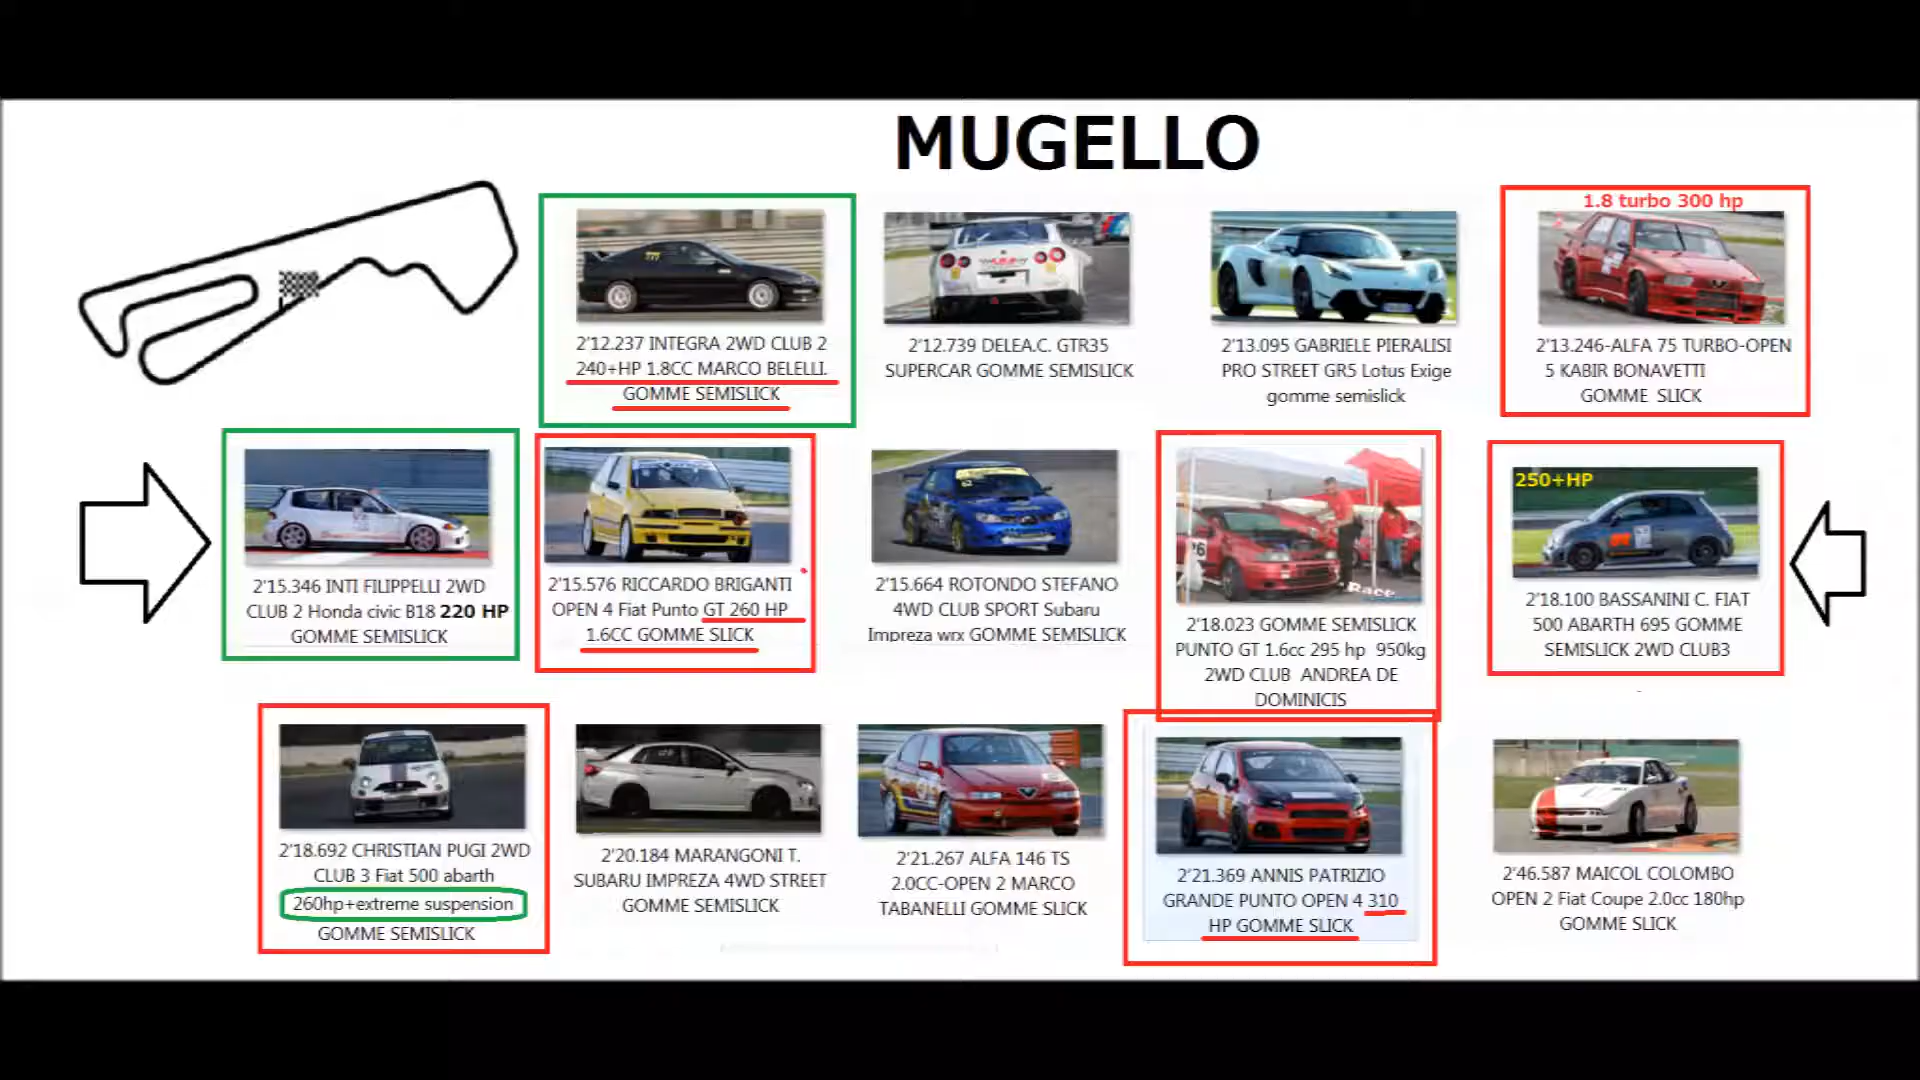 MUGELLO
2'12.237 INTEGRA 2WD CLUB 2
240+HP 1.8CC MARCO BELELLI.
GOMME SEMISLICK
2'12.739 DELEA.C. GTR35
SUPERCAR GOMME SEMISLICK
2'13.095 GABRIELE PIERALISI
PRO STREET GR5 Lotus Exige
gomme semislick
1.8 turbo 300 hp
2'13.246-ALFA 75 TURBO-OPEN
5 KABIR BONAVETTI
GOMME SLICK
2'15.346 INTI FILIPPELLI 2WD
CLUB 2 Honda civic B18 220 HP
GOMME SEMISLICK
2'15.576 RICCARDO BRIGANTI
OPEN 4 Fiat Punto GT 260 HP
1.6CC GOMME SLICK
2'15.664 ROTONDO STEFANO
4WD CLUB SPORT Subaru
Impreza wrx GOMME SEMISLICK
26
Race
2'18.023 GOMME SEMISLICK
PUNTO GT 1.6cc 295 hp 950kg
2WD CLUB ANDREA DE
DOMINICIS
250+HP
2'18.100 BASSANINI C. FIAT
500 ABARTH 695 GOMME
SEMISLICK 2WD CLUB3
2'18.692 CHRISTIAN PUGI 2WD
CLUB 3 Fiat 500 abarth
260hp+extreme suspension
GOMME SEMISLICK
2'20.184 MARANGONI T.
SUBARU IMPREZA 4WD STREET
GOMME SEMISLICK
2'21.267 ALFA 146 TS
2.0CC-OPEN 2 MARCO
TABANELLI GOMME SLICK
2'21.369 ANNIS PATRIZIO
GRANDE PUNTO OPEN 4 310
HP GOMME SLICK
2'46.587 MAICOL COLOMBO
OPEN 2 Fiat Coupe 2.0cc 180hp
GOMME SLICK